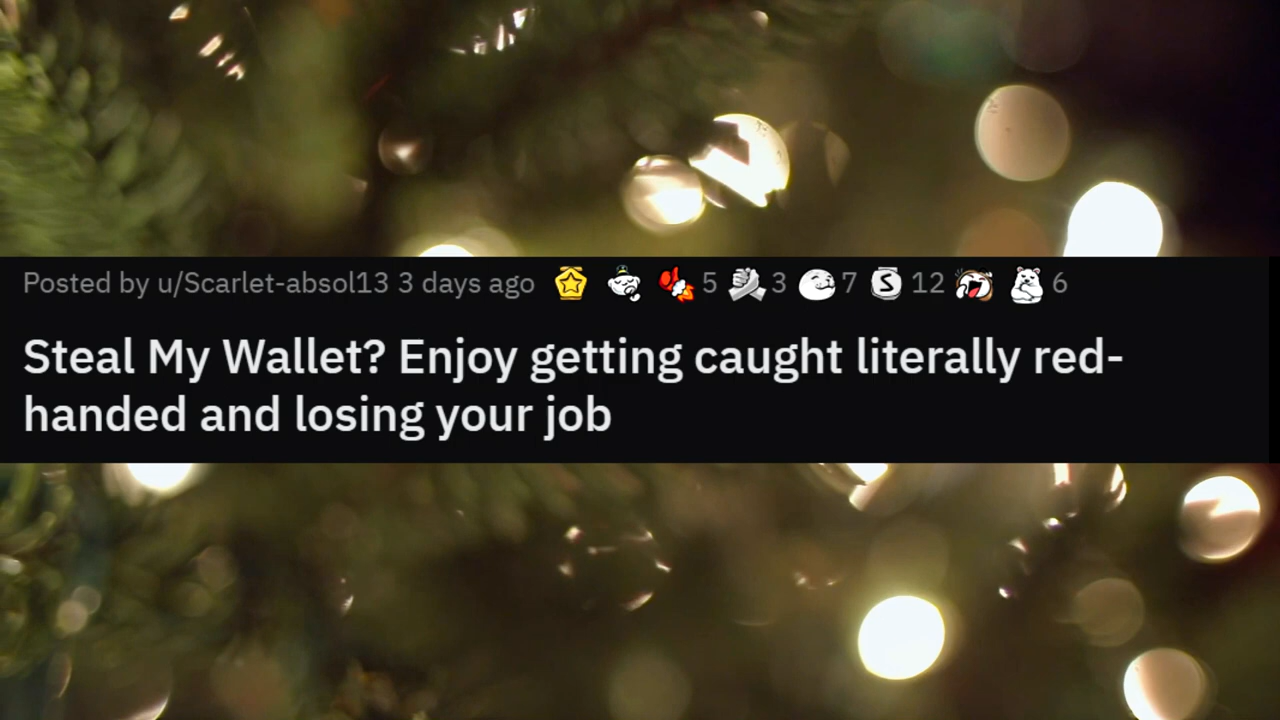 Posted by u/Scarlet-absol13 3 days ago 5 3 7 S 12 6
Steal My Wallet? Enjoy getting caught literally red-
handed and losing your job